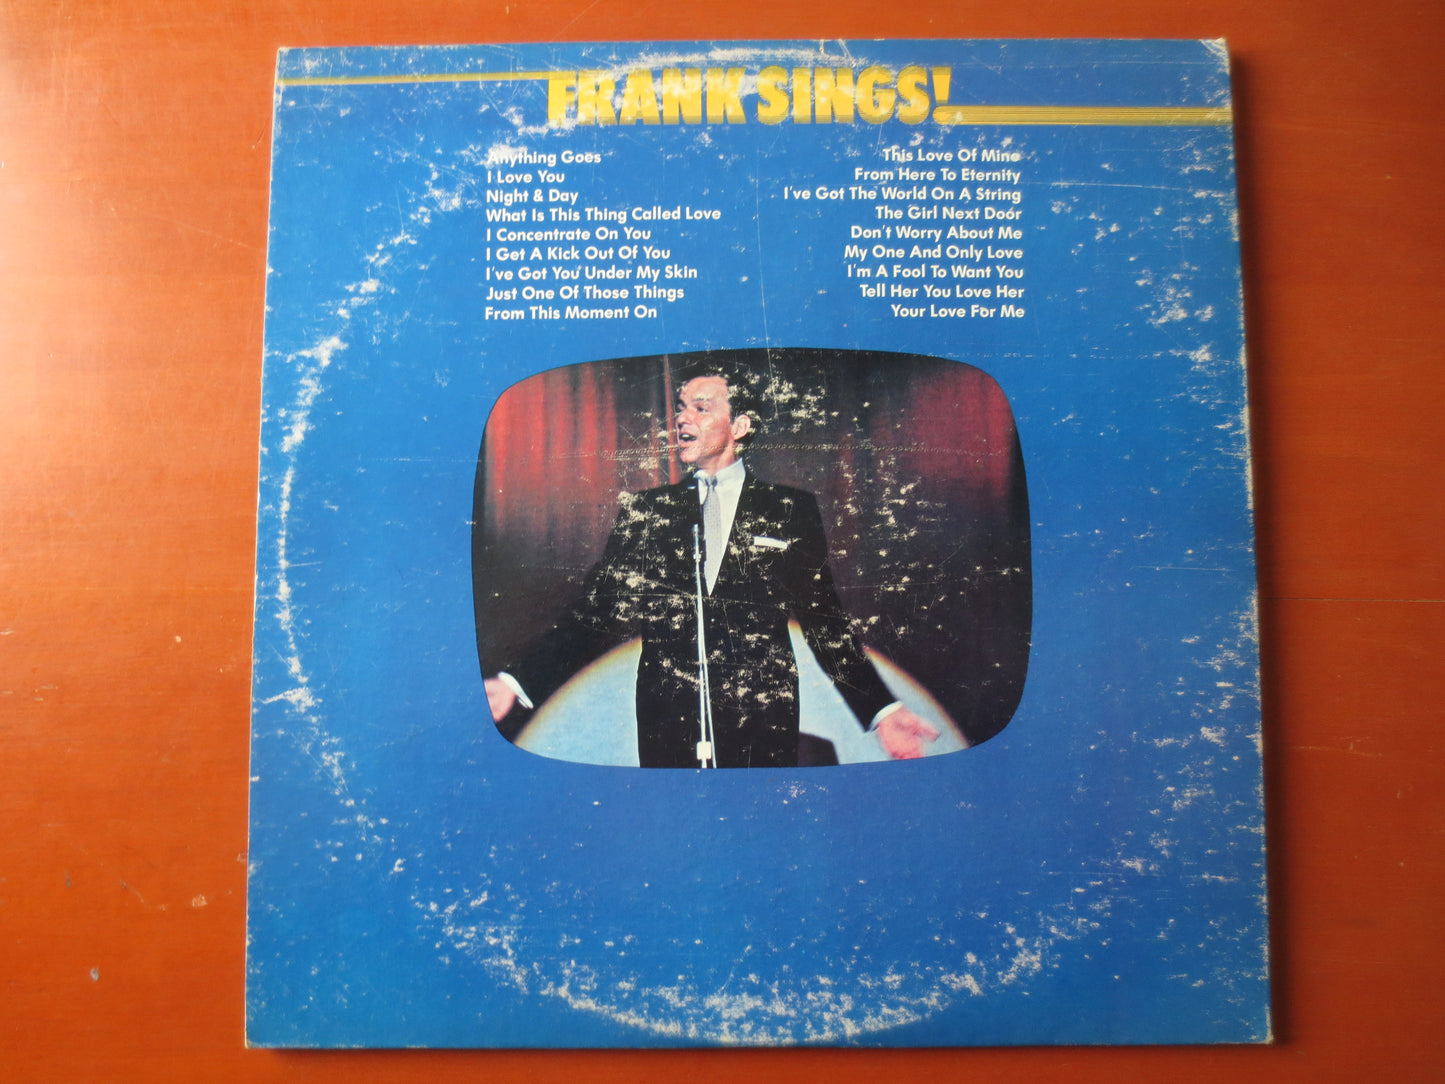 FRANK SINGS!
Anything Goes
I Love You
Night & Day
What Is This Thing Called Love
I Concentrate On You
I Get A Kick Out Of You
I've Got You Under My Skin
Just One Of Those Things
From This Moment On
This Love Of Mine
From Here To Eternity
I've Got The World On A String
The Girl Next Door
Don't Worry About Me
My One And Only Love
I'm A Fool To Want You
Tell Her You Love Her
Your Love For Me